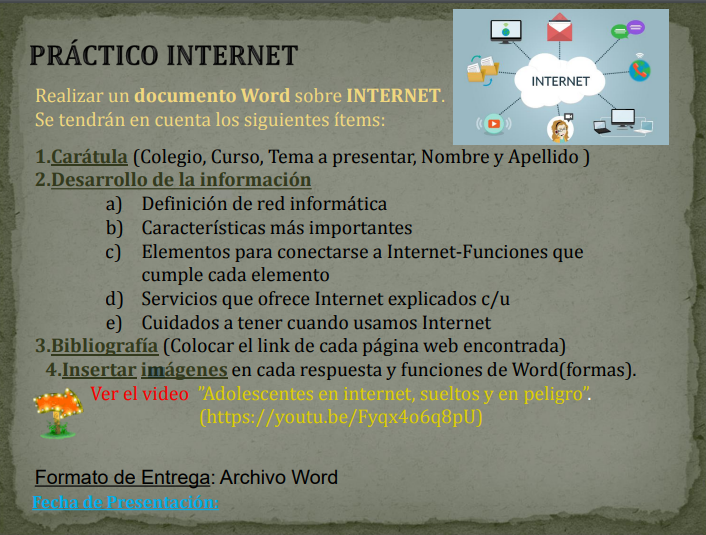 PRÁCTICO INTERNET
INTERNET
Realizar un documento Word sobre INTERNET.
Se tendrán en cuenta los siguientes ítems:
1.Carátula (Colegio, Curso, Tema a presentar, Nombre y Apellido )
2.Desarrollo de la información
a) Definición de red informática
b) Características más importantes
c) Elementos para conectarse a Internet-Funciones que
cumple cada elemento
d) Servicios que ofrece Internet explicados c/u
e) Cuidados a tener cuando usamos Internet
3.Bibliografía (Colocar el link de cada página web encontrada)
4.Insertar imágenes en cada respuesta y funciones de Word(formas).
Ver el video "Adolescentes en internet, sueltos y en peligro".
(https://youtu.be/Fyqx4o6q8pU)
Formato de Entrega: Archivo Word
Fecha de Presentación: